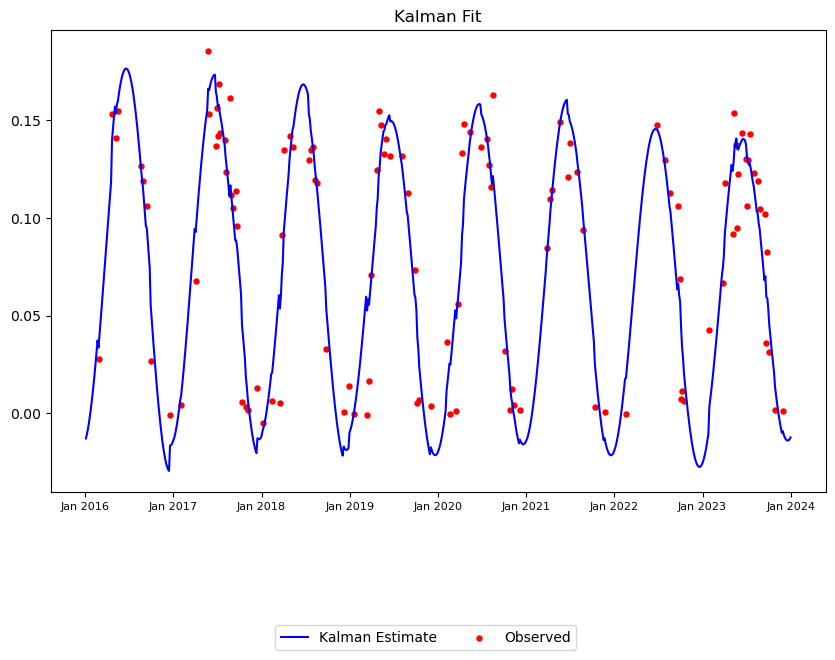 Kalman Fit
0.15
0.10
0.05
0.00
Jan 2016 Jan 2017 Jan 2018 Jan 2019 Jan 2020 Jan 2021 Jan 2022 Jan 2023 Jan 2024
Kalman Estimate Observed